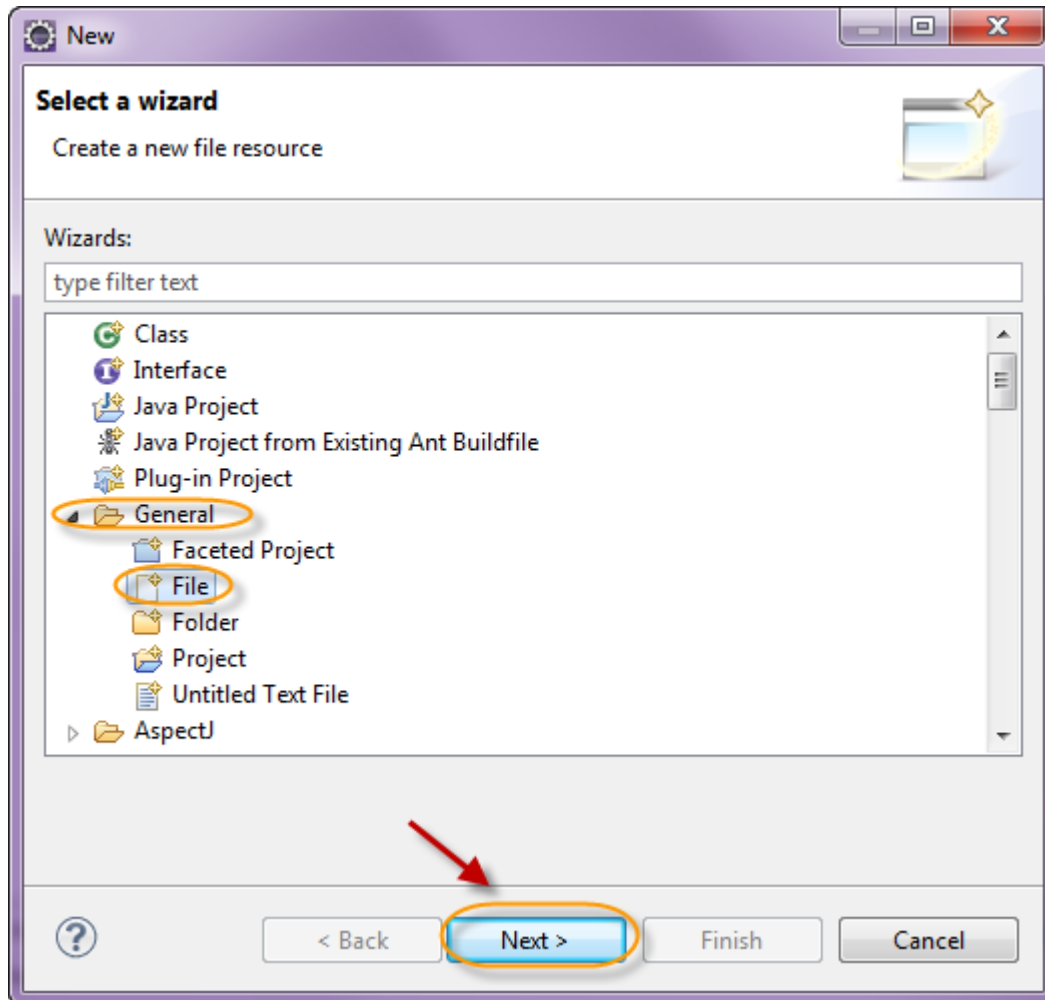 New
Select a wizard
Create a new file resource
Wizards:
type filter text
Class
Interface
Java Project
Java Project from Existing Ant Buildfile
Plug-in Project
General
Faceted Project
File
Folder
Project
Untitled Text File
AspectJ
< Back Next > Finish Cancel